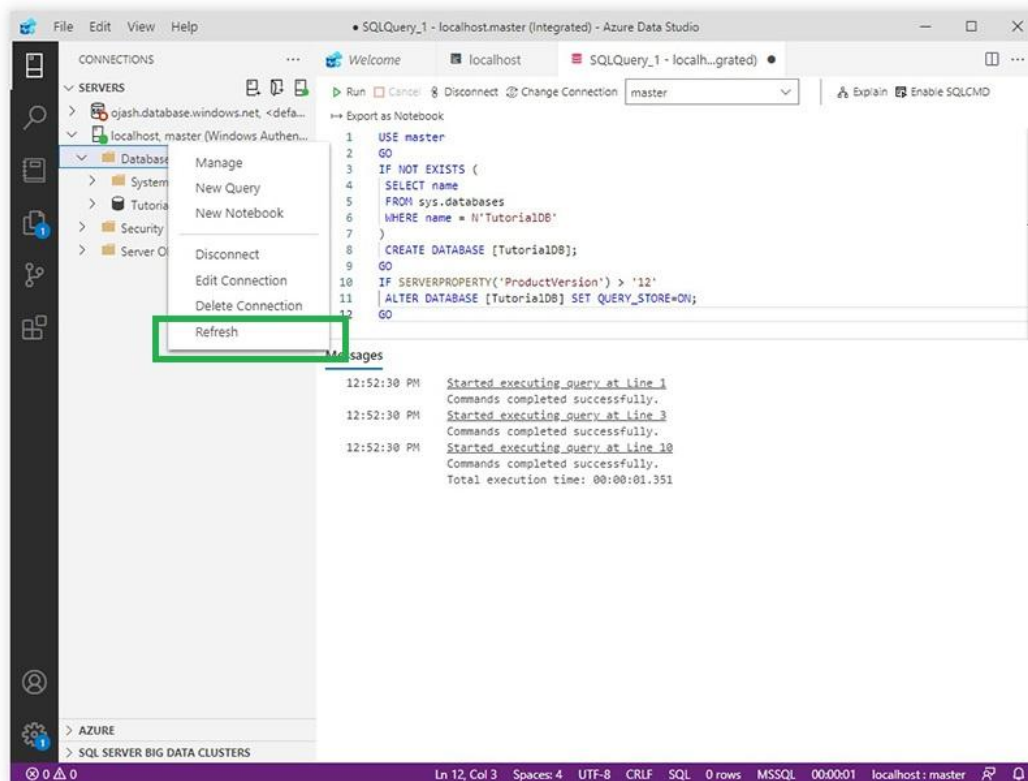 File Edit View Help
● SQLQuery_1 - localhost.master (Integrated) - Azure Data Studio
CONNECTIONS
SERVERS
ojash.database.windows.net, <defa...
localhost, master (Windows Authen...
Database
System
Tutoria
Security
Server O
Manage
New Query
New Notebook
Disconnect
Edit Connection
Delete Connection
Refresh
AZURE
SQL SERVER BIG DATA CLUSTERS
Welcome
localhost
SQLQuery_1 - localh...grated) ●
Run Cancel Disconnect Change Connection master Explain Enable SQLCMD
Export as Notebook
1 USE master
2 GO
3 IF NOT EXISTS (
4 SELECT name
5 FROM sys.databases
6 WHERE name = N'TutorialDB'
7 )
8 CREATE DATABASE [TutorialDB];
9 GO
10 IF SERVERPROPERTY('ProductVersion') > '12'
11 ALTER DATABASE [TutorialDB] SET QUERY_STORE=ON;
12 GO
Messages
12:52:30 PM Started executing query at Line 1
Commands completed successfully.
12:52:30 PM Started executing query at Line 3
Commands completed successfully.
12:52:30 PM Started executing query at Line 10
Commands completed successfully.
Total execution time: 00:00:01.351
1
1
0 0
Ln 12, Col 3 Spaces: 4 UTF-8 CRLF SQL 0 rows MSSQL 00:00:01 localhost : master